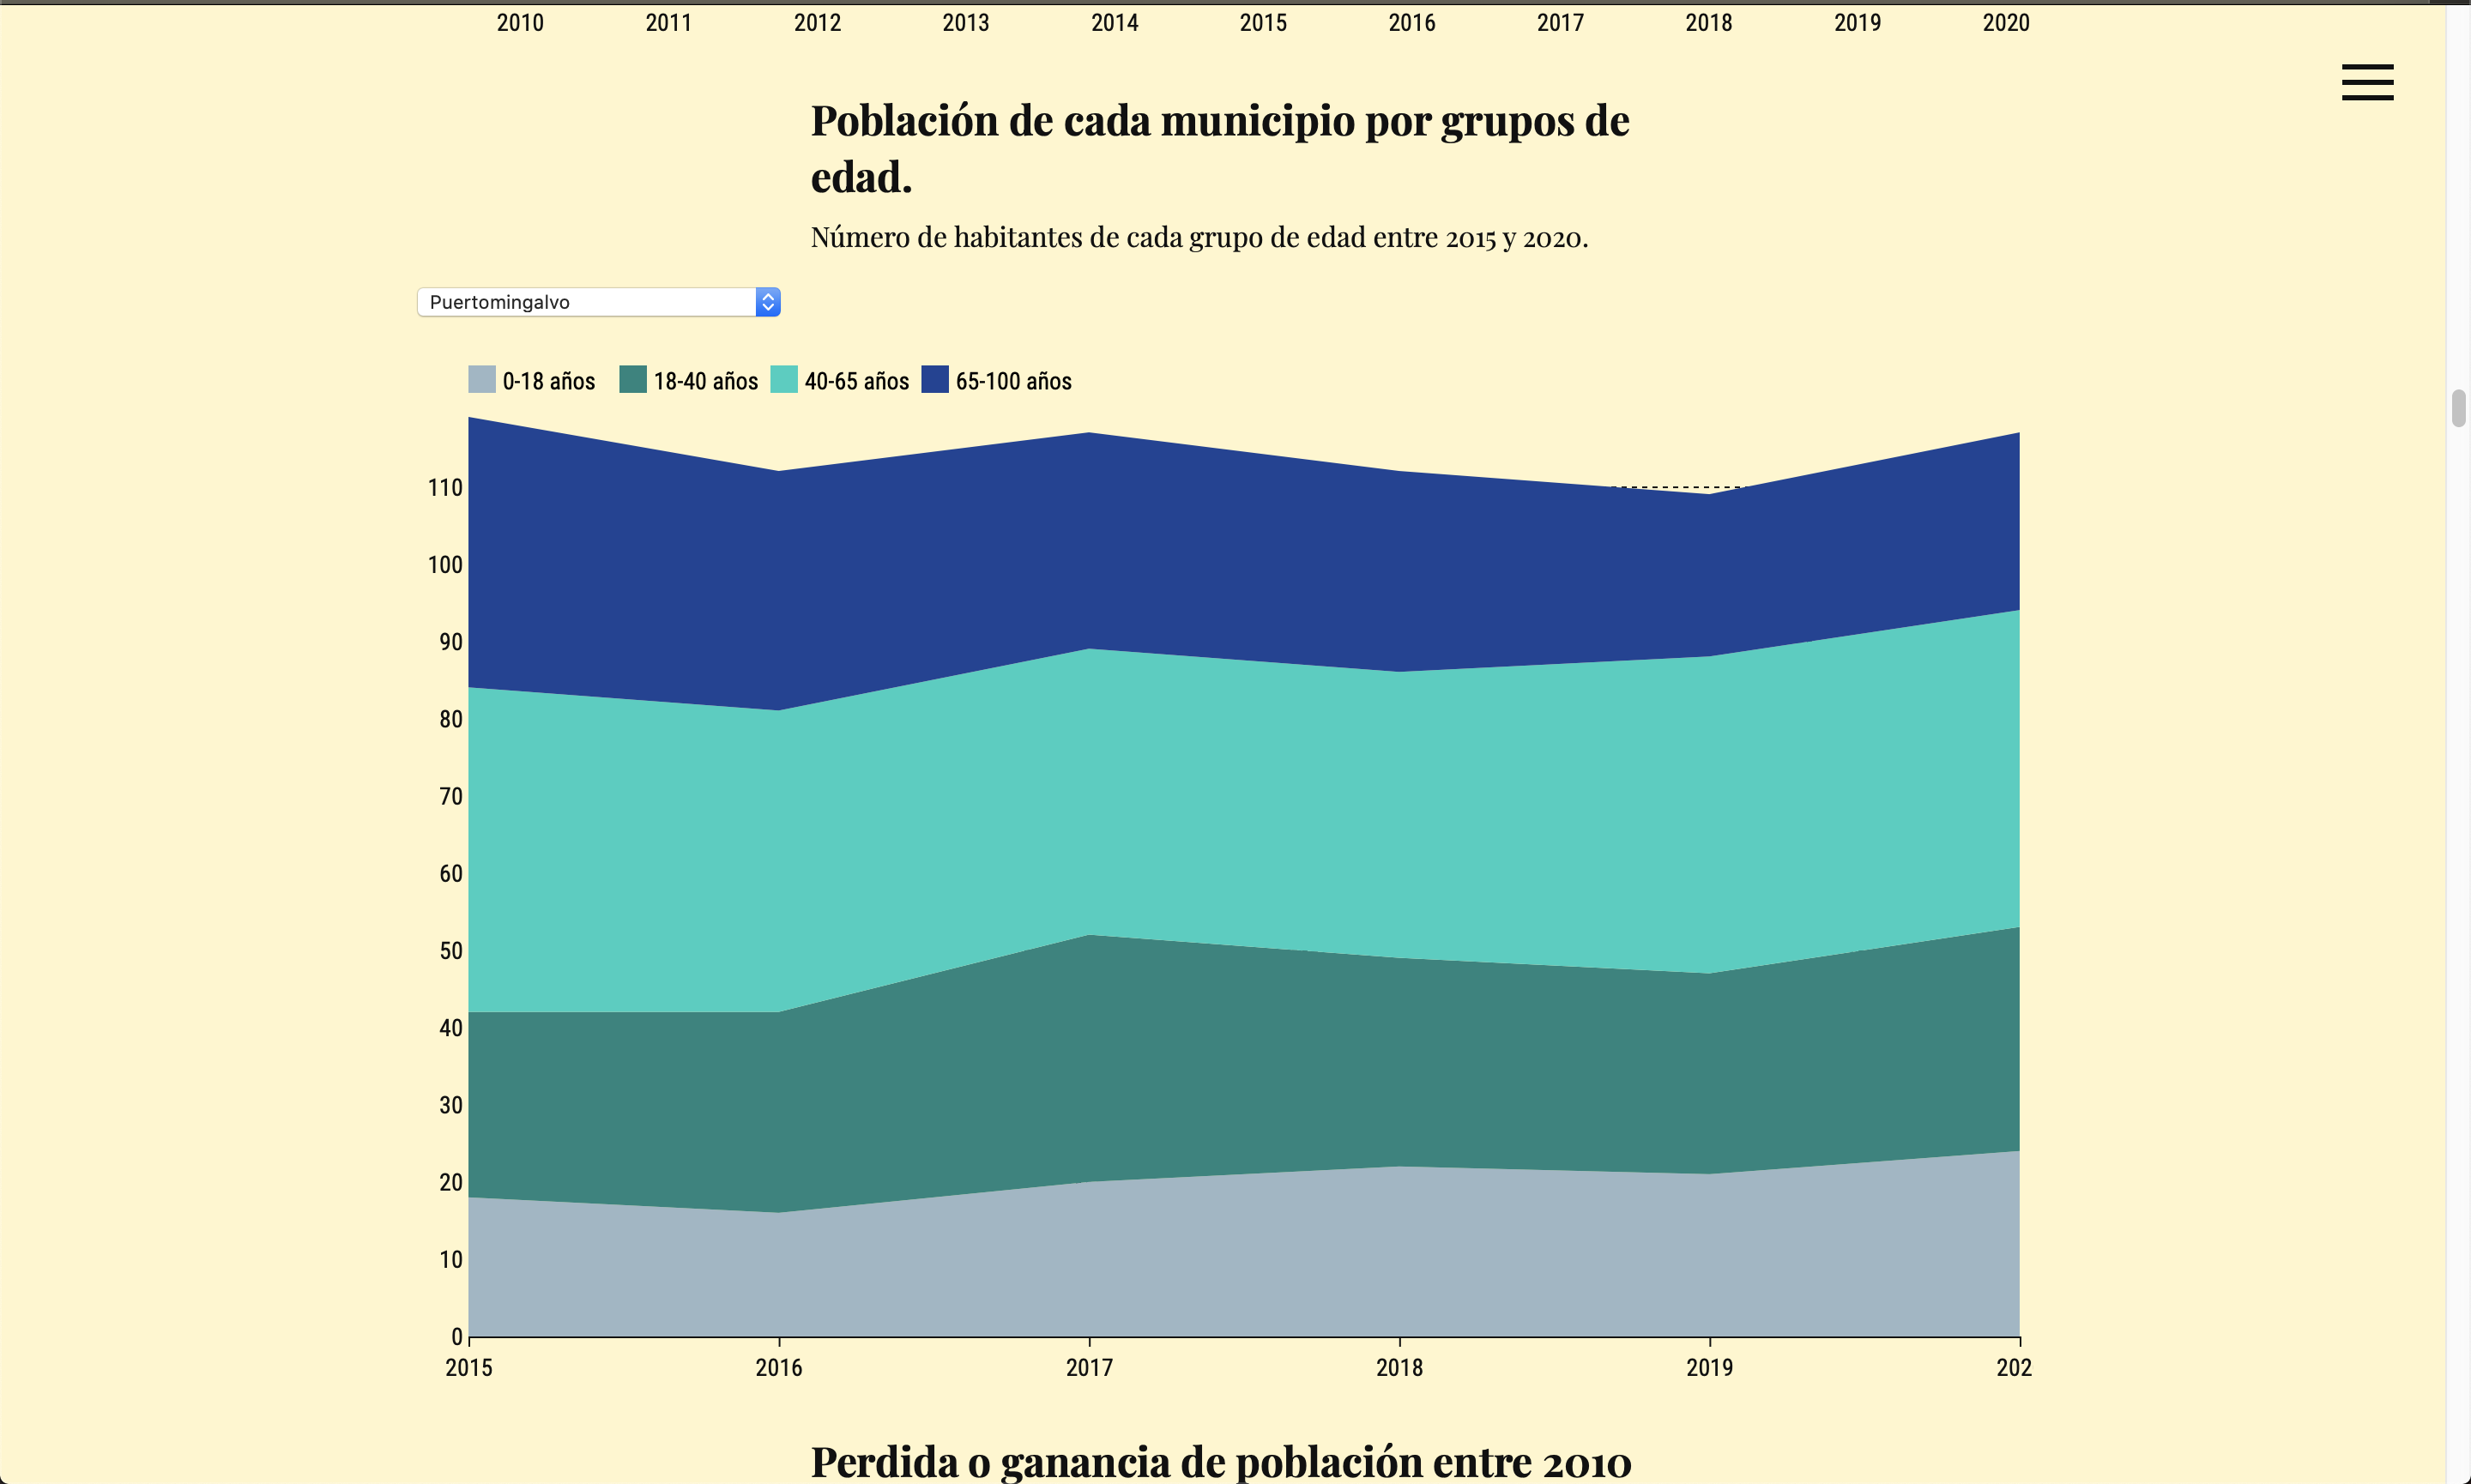 2010 2011 2012 2013 2014 2015 2016 2017 2018 2019 2020
Población de cada municipio por grupos de
edad.
Número de habitantes de cada grupo de edad entre 2015 y 2020.
Puertomingalvo
0-18 años 18-40 años 40-65 años 65-100 años
110
100
90
80
70
60
50
40
30
20
10
0
2015 2016 2017 2018 2019 202
Perdida o ganancia de población entre 2010